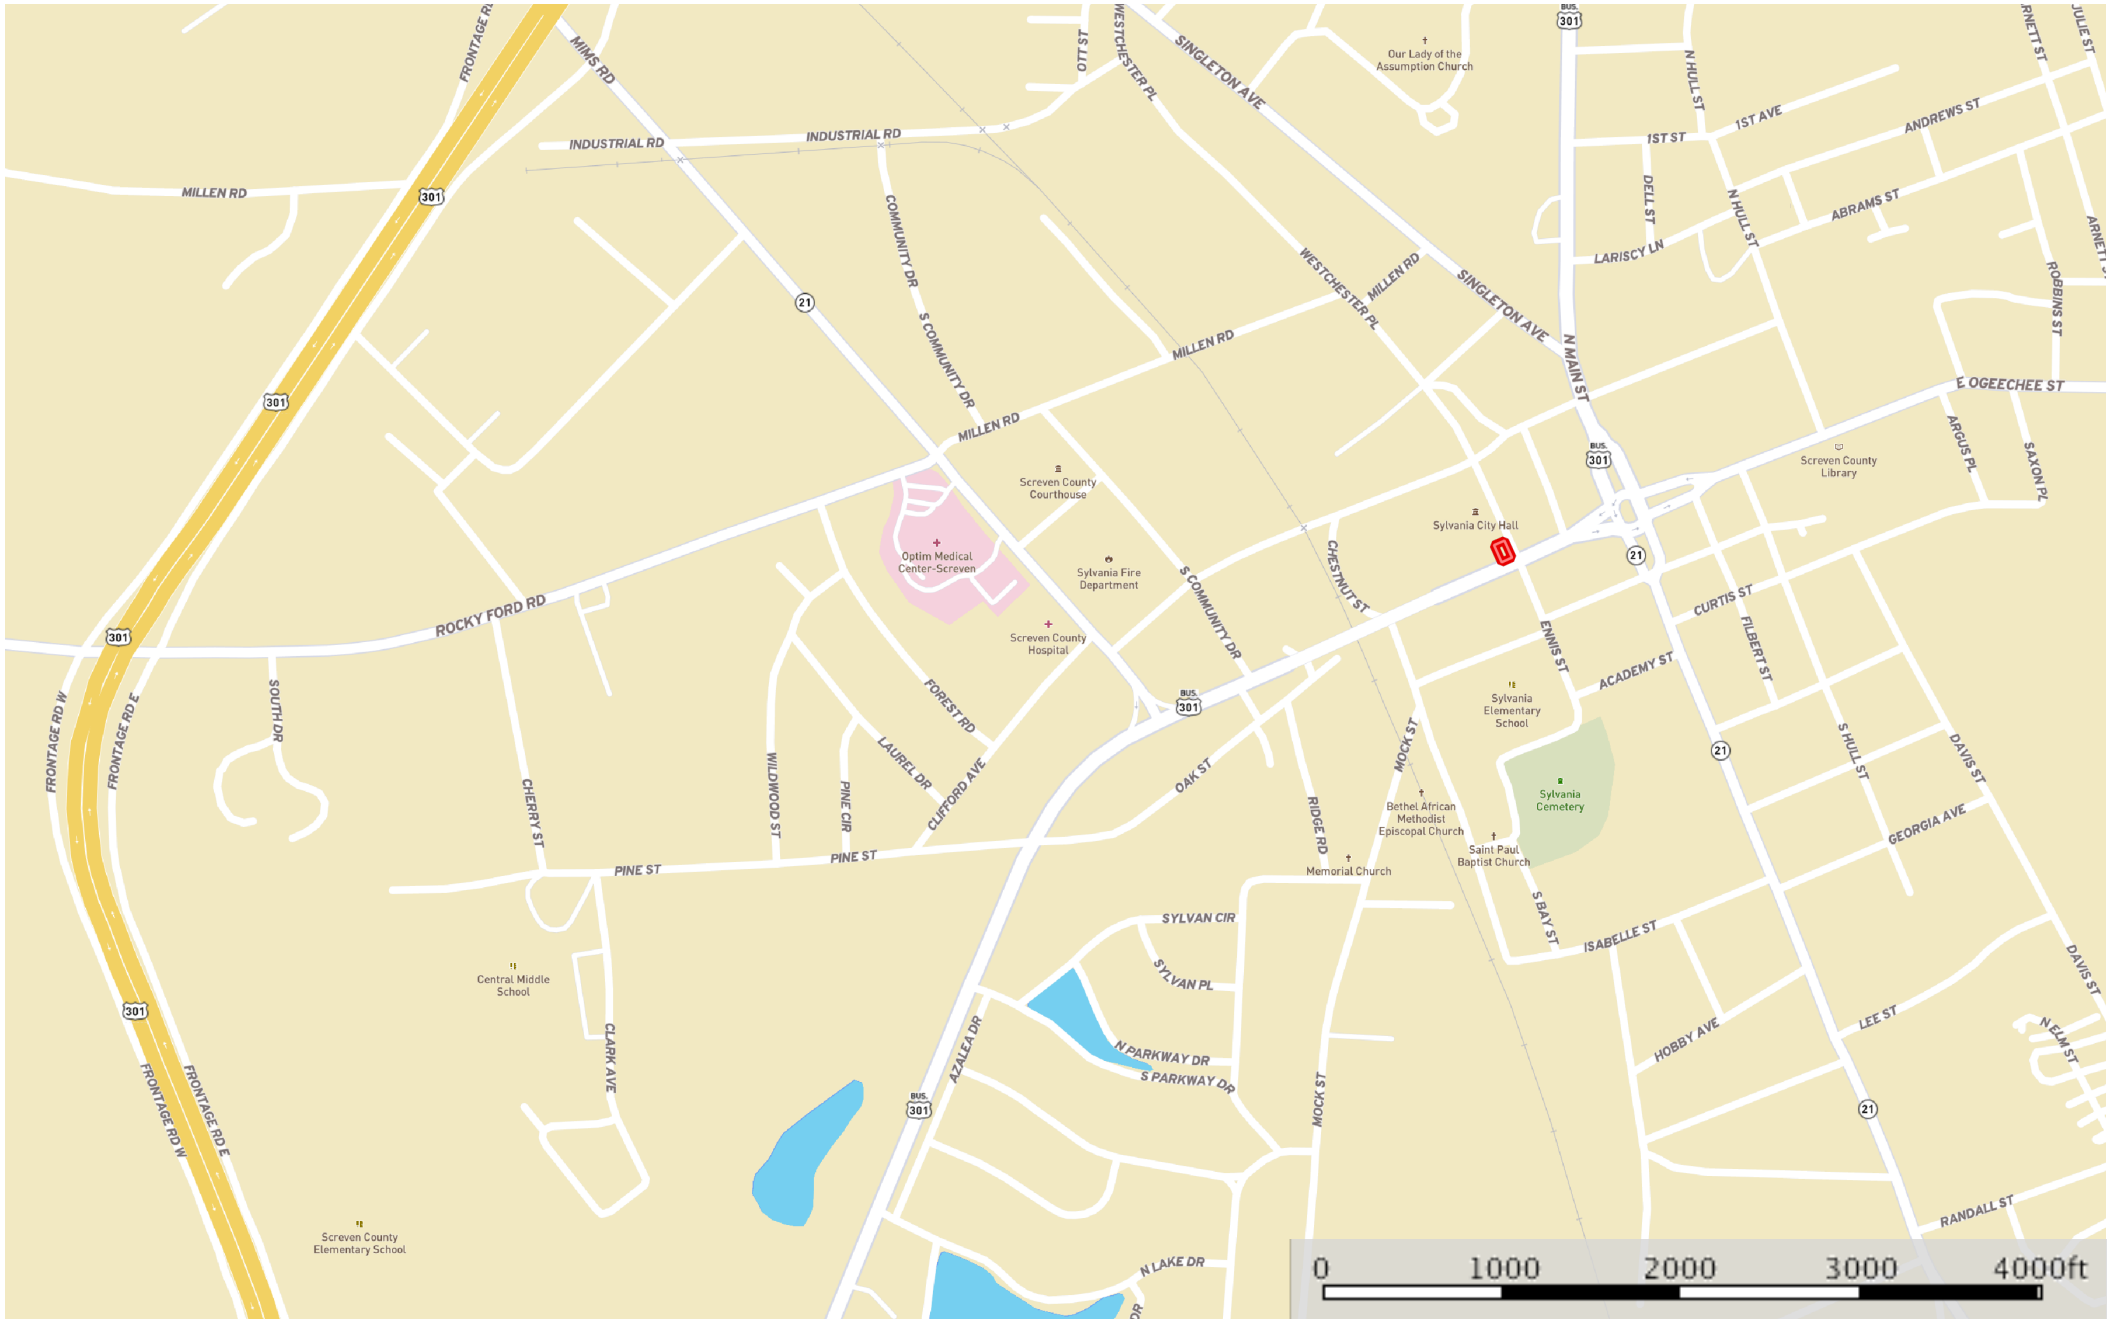 FRONTAGE RD
MIMS RD
OTT ST
WESTCHESTER PL
SINGLETON AVE
Our Lady of the
Assumption Church
BUS.
301
N HULL ST
JULIE ST
INDUSTRIAL RD
INDUSTRIAL RD
1ST ST
1ST AVE
ANDREWS ST
MILLEN RD
301
COMMUNITY DR
DELL ST
N HULL ST
ABRAMS ST
LARISCY LN
WESTCHESTER PL
MILLEN RD
SINGLETON AVE
ROBBINS ST
21
S COMMUNITY DR
MILLEN RD
N MAIN ST
301
E OGEECHEE ST
MILLEN RD
ARGUS PL
SAXON PL
BUS.
301
Screven County
Library
Screven County
Courthouse
Sylvania City Hall
Optim Medical
Center-Screven
Sylvania Fire
Department
S COMMUNITY DR
CHESTNUT ST
21
CURTIS ST
ROCKY FORD RD
301
Screven County
Hospital
ENNIS ST
FILBERT ST
ACADEMY ST
FRONTAGE RD W
FRONTAGE RD E
SOUTH DR
FOREST RD
BUS.
301
Sylvania
Elementary
School
MOCK ST
21
S HULL ST
DAVIS ST
LAUREL DR
WILDWOOD ST
PINE CIR
CLIFFORD AVE
OAK ST
CHERRY ST
RIDGE RD
Bethel African
Methodist
Episcopal Church
Sylvania
Cemetery
GEORGIA AVE
Saint Paul
Baptist Church
Memorial Church
PINE ST
PINE ST
SYLVAN CIR
S BAY ST
ISABELLE ST
SYLVAN PL
DAVIS ST
Central Middle
School
301
CLARK AVE
AZALEA DR
N PARKWAY DR
S PARKWAY DR
HOBBY AVE
LEE ST
N ELM ST
FRONTAGE RD W
FRONTAGE RD E
BUS.
301
MOCK ST
21
Screven County
Elementary School
RANDALL ST
N LAKE DR
DR
0 1000 2000 3000 4000ft